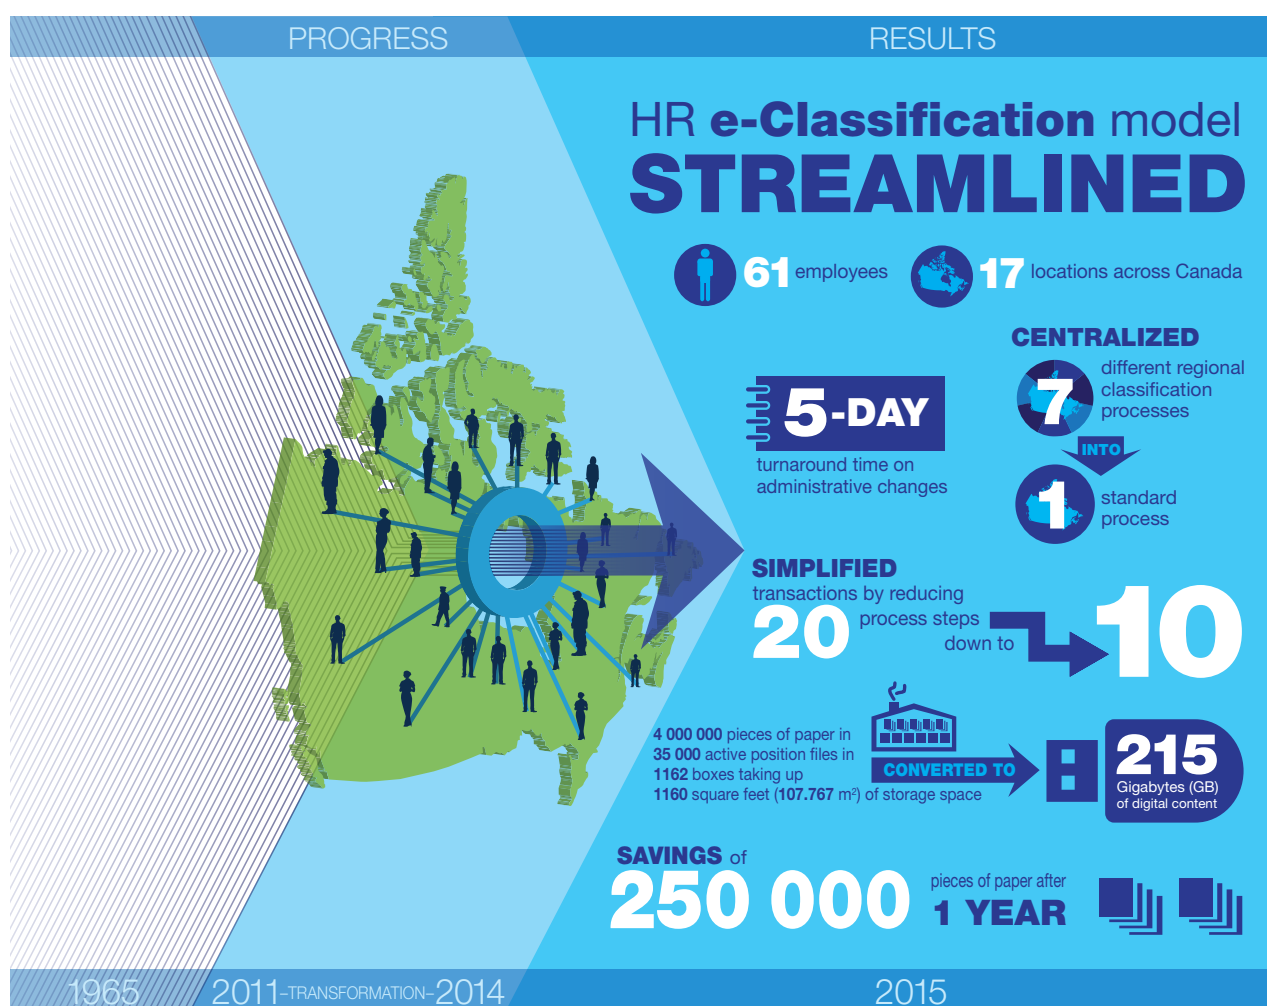 PROGRESS
RESULTS
HR e-Classification model
STREAMLINED
61 employees
17 locations across Canada
5-DAY
turnaround time on
administrative changes
CENTRALIZED
7
different regional
classification
processes
INTO
1
standard
process
SIMPLIFIED
transactions by reducing
20 process steps
down to
10
4 000 000 pieces of paper in
35 000 active position files in
1162 boxes taking up
1160 square feet (107.767 m²) of storage space
CONVERTED TO
215
Gigabytes (GB)
of digital content
SAVINGS of
250 000
pieces of paper after
1 YEAR
1965
2011-TRANSFORMATION-2014
2015